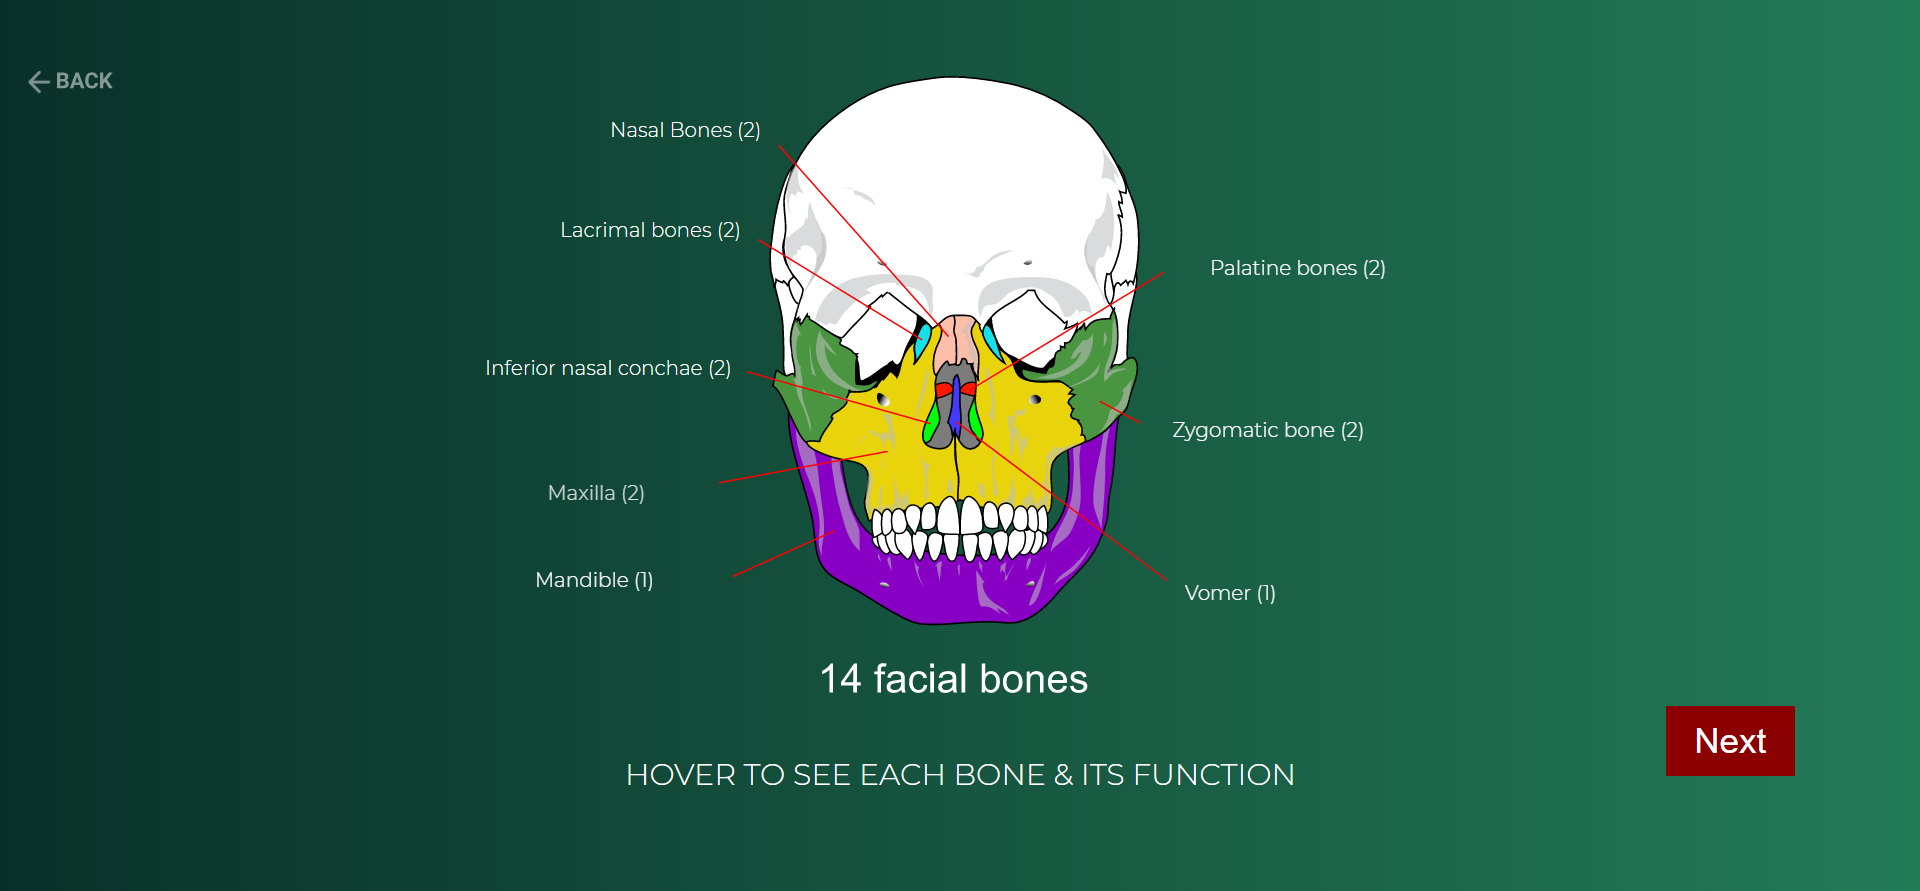 BACK
Nasal Bones (2)
Lacrimal bones (2)
Palatine bones (2)
Inferior nasal conchae (2)
Zygomatic bone (2)
Maxilla (2)
Mandible (1)
Vomer (1)
14 facial bones
Next
HOVER TO SEE EACH BONE & ITS FUNCTION